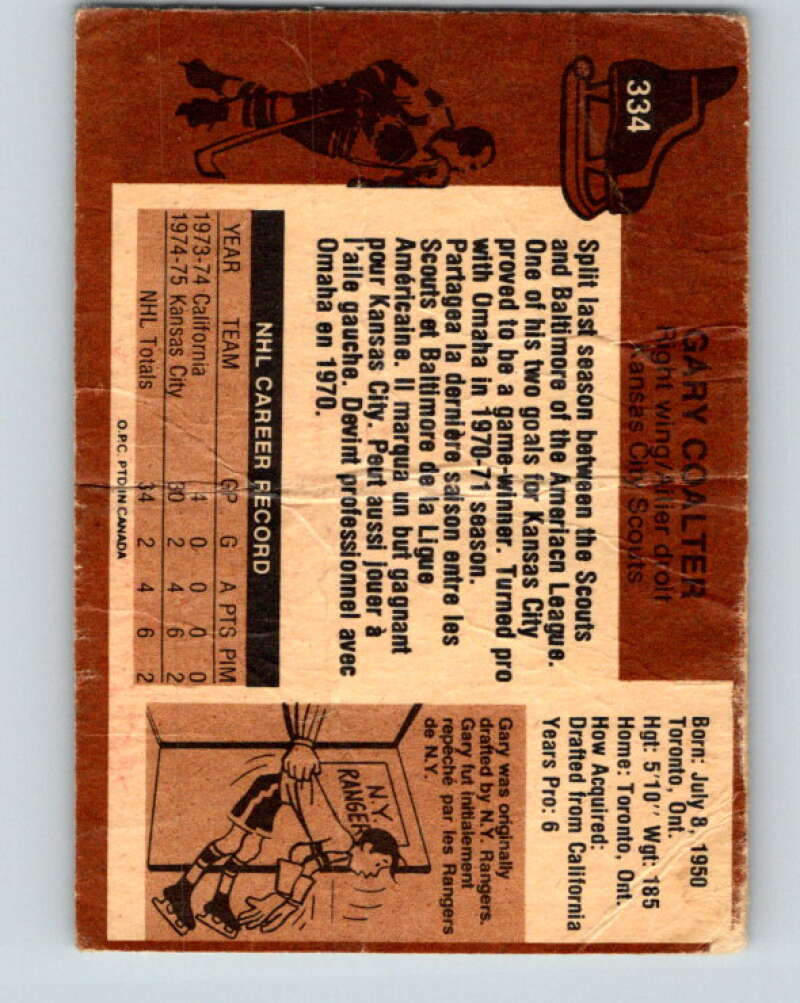 334
GARY COALTER
Right wing/Ailier droit
Kansas City Scouts
Born: July 8, 1950
Toronto, Ont.
Hgt: 5'10" Wgt: 185
Home: Toronto, Ont.
How Acquired:
Drafted from California
Years Pro: 6
Split last season between the Scouts
and Baltimore of the Ameriacn League.
One of his two goals for Kansas City
proved to be a game-winner. Turned pro
with Omaha in 1970-71 season.
Partagea la dernière saison entre les
Scouts et Baltimore de la Ligue
Américaine. Il marqua un but gagnant
pour Kansas City. Peut aussi jouer à
l'aile gauche. Devint professionnel avec
Omaha en 1970.
NHL CAREER RECORD
YEAR TEAM GP G A PTS PIM
1973-74 California 4 0 0 0 0
1974-75 Kansas City 30 2 4 6 2
NHL Totals 34 2 4 6 2
O.P.C. PTD IN CANADA
Gary was originally
drafted by N.Y. Rangers.
Gary fut initialement
repeché par les Rangers
de N.Y.
N.Y.
RANGER